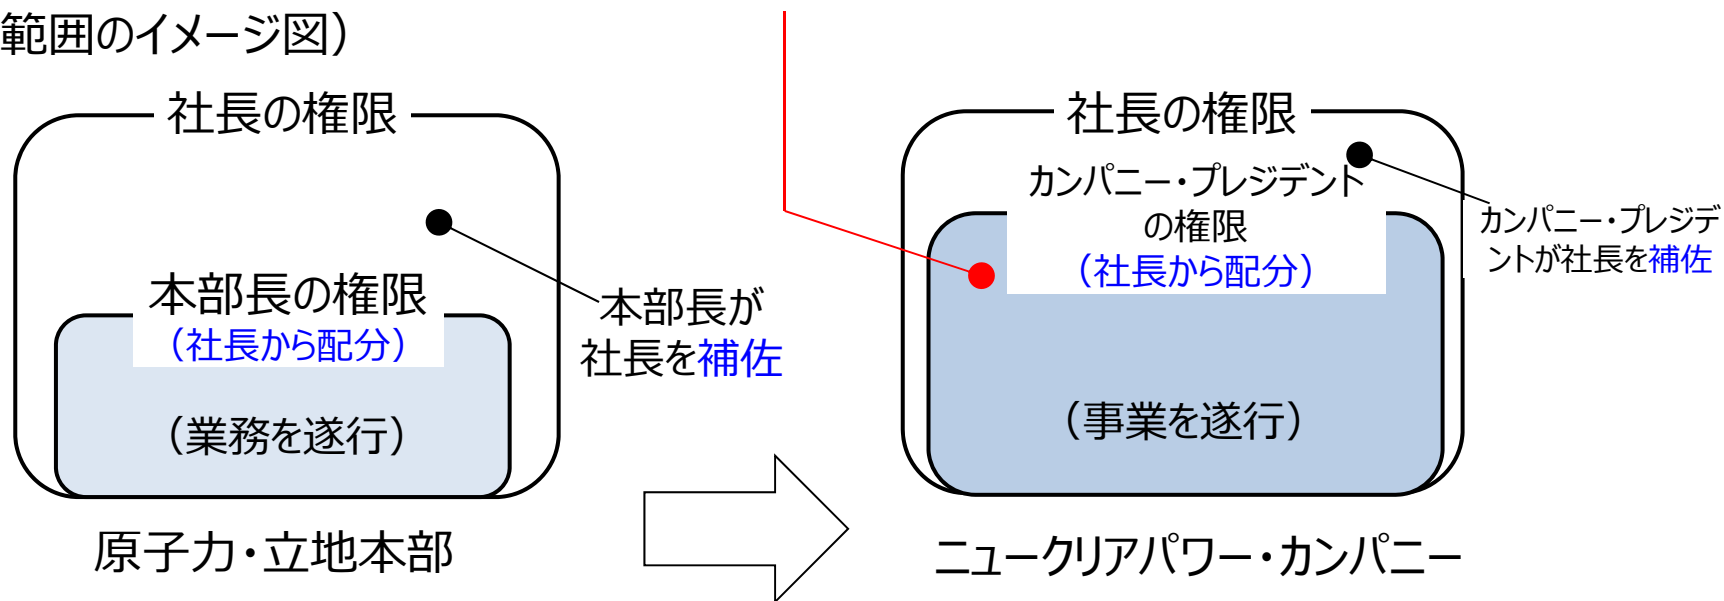 範囲のイメージ図）
社長の権限
本部長の権限
（社長から配分）
（業務を遂行）
本部長が
社長を補佐
原子力・立地本部
社長の権限
カンパニー・プレジデント
の権限
（社長から配分）
（事業を遂行）
カンパニー・プレジデ
ントが社長を補佐
ニュークリアパワー・カンパニー